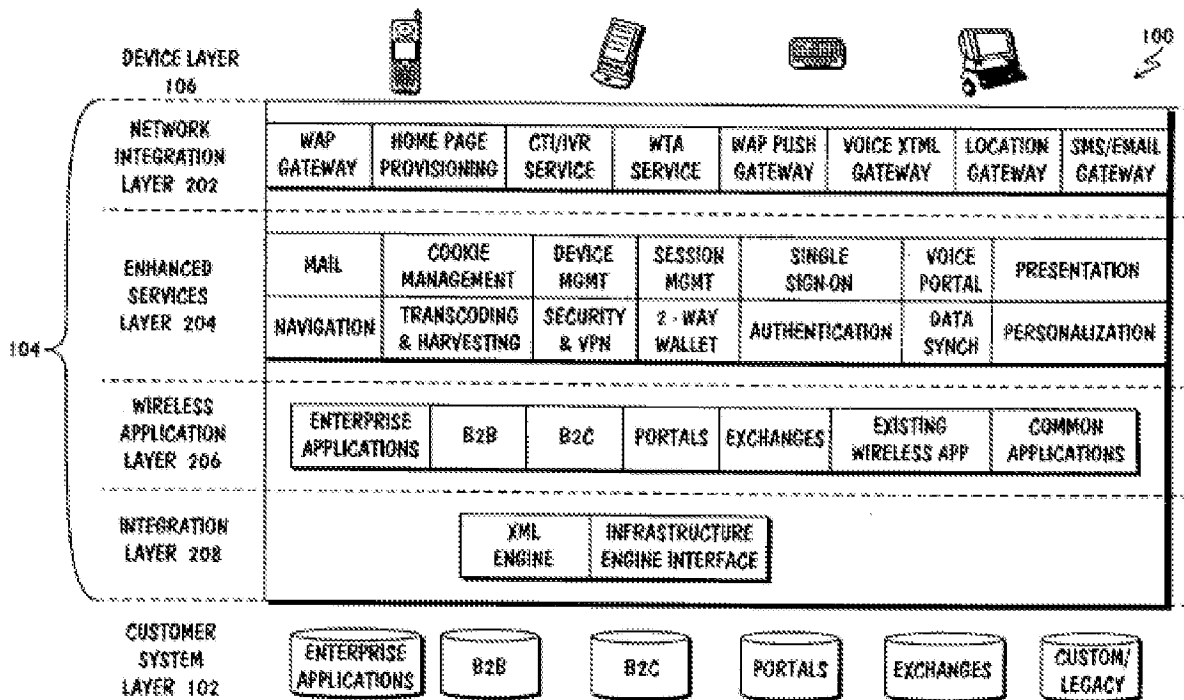 100
DEVICE LAYER
106
NETWORK
INTEGRATION
LAYER 202
WAP
GATEWAY
HOME PAGE
PROVISIONING
CTI/IVR
SERVICE
WTA
SERVICE
WAP PUSH
GATEWAY
VOICE XTML
GATEWAY
LOCATION
GATEWAY
SMS/EMAIL
GATEWAY
104
ENHANCED
SERVICES
LAYER 204
MAIL
COOKIE
MANAGEMENT
DEVICE
MGMT
SESSION
MGMT
SINGLE
SIGN-ON
VOICE
PORTAL
PRESENTATION
NAVIGATION
TRANSCODING
& HARVESTING
SECURITY
& VPN
2 - WAY
WALLET
AUTHENTICATION
DATA
SYNCH
PERSONALIZATION
WIRELESS
APPLICATION
LAYER 206
ENTERPRISE
APPLICATIONS
B2B
B2C
PORTALS
EXCHANGES
EXISTING
WIRELESS APP
COMMON
APPLICATIONS
INTEGRATION
LAYER 208
XML
ENGINE
INFRASTRUCTURE
ENGINE INTERFACE
CUSTOMER
SYSTEM
LAYER 102
ENTERPRISE
APPLICATIONS
B2B
B2C
PORTALS
EXCHANGES
CUSTOM/
LEGACY